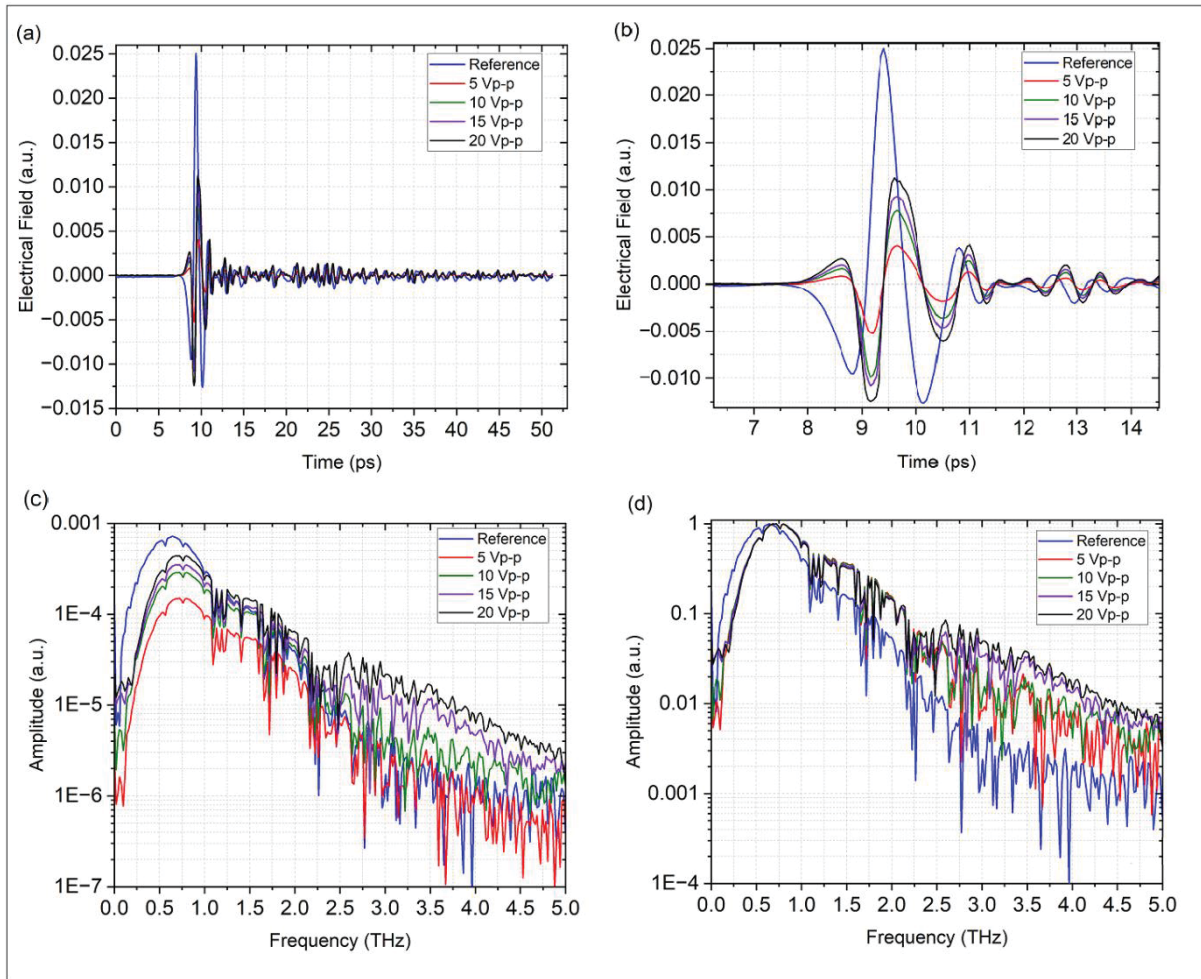 (a)
0.025
0.020
0.015
0.010
0.005
0.000
−0.005
−0.010
−0.015
Electrical Field (a.u.)
Reference
5 Vp-p
10 Vp-p
15 Vp-p
20 Vp-p
0 5 10 15 20 25 30 35 40 45 50
Time (ps)
(b)
0.025
0.020
0.015
0.010
0.005
0.000
−0.005
−0.010
Electrical Field (a.u.)
Reference
5 Vp-p
10 Vp-p
15 Vp-p
20 Vp-p
7 8 9 10 11 12 13 14
Time (ps)
(c)
0.001
1E-4
1E-5
1E-6
1E-7
Amplitude (a.u.)
Reference
5 Vp-p
10 Vp-p
15 Vp-p
20 Vp-p
0.0 0.5 1.0 1.5 2.0 2.5 3.0 3.5 4.0 4.5 5.0
Frequency (THz)
(d)
1
0.1
0.01
0.001
1E-4
Amplitude (a.u.)
Reference
5 Vp-p
10 Vp-p
15 Vp-p
20 Vp-p
0.0 0.5 1.0 1.5 2.0 2.5 3.0 3.5 4.0 4.5 5.0
Frequency (THz)